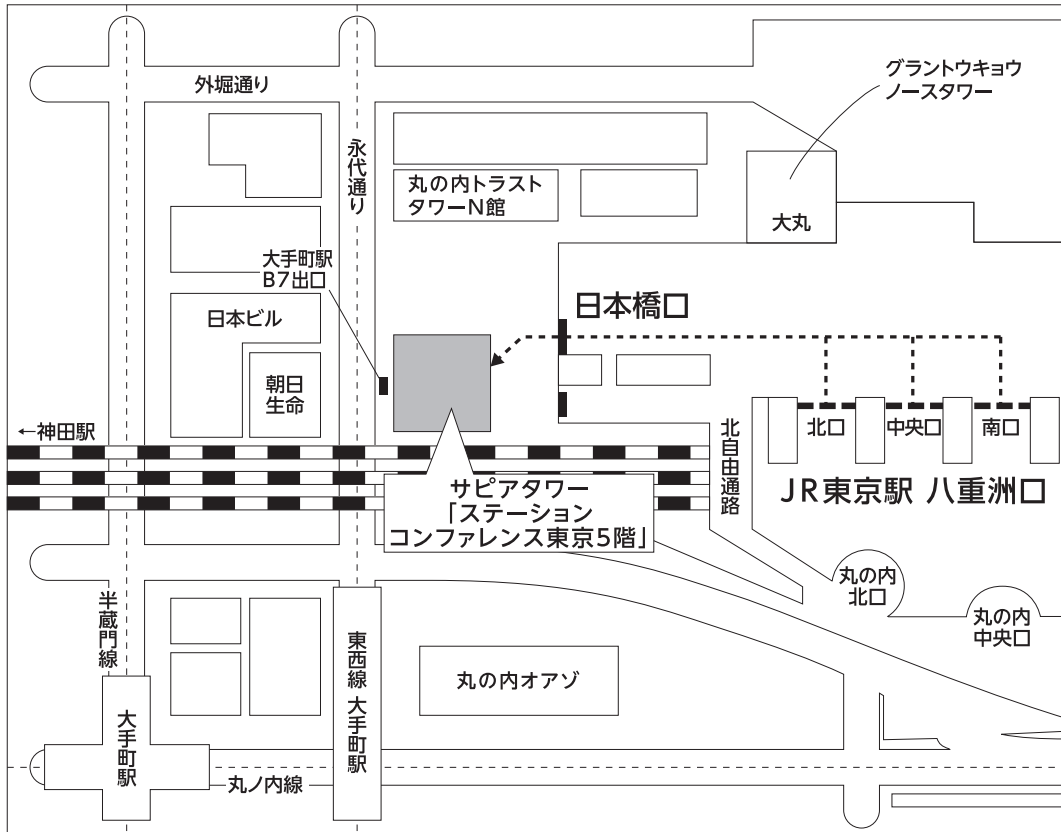 外堀通り
グラントウキョウ
ノースタワー
永代通り
丸の内トラスト
タワーN館
大丸
大手町駅
B7出口
日本橋口
日本ビル
朝日
生命
←神田駅
北口
中央口
南口
北自由通路
JR東京駅 八重洲口
サピアタワー
「ステーション
コンファレンス東京5階」
丸の内
北口
丸の内
中央口
半蔵門線
東西線 大手町駅
丸の内オアゾ
大手町駅
丸ノ内線